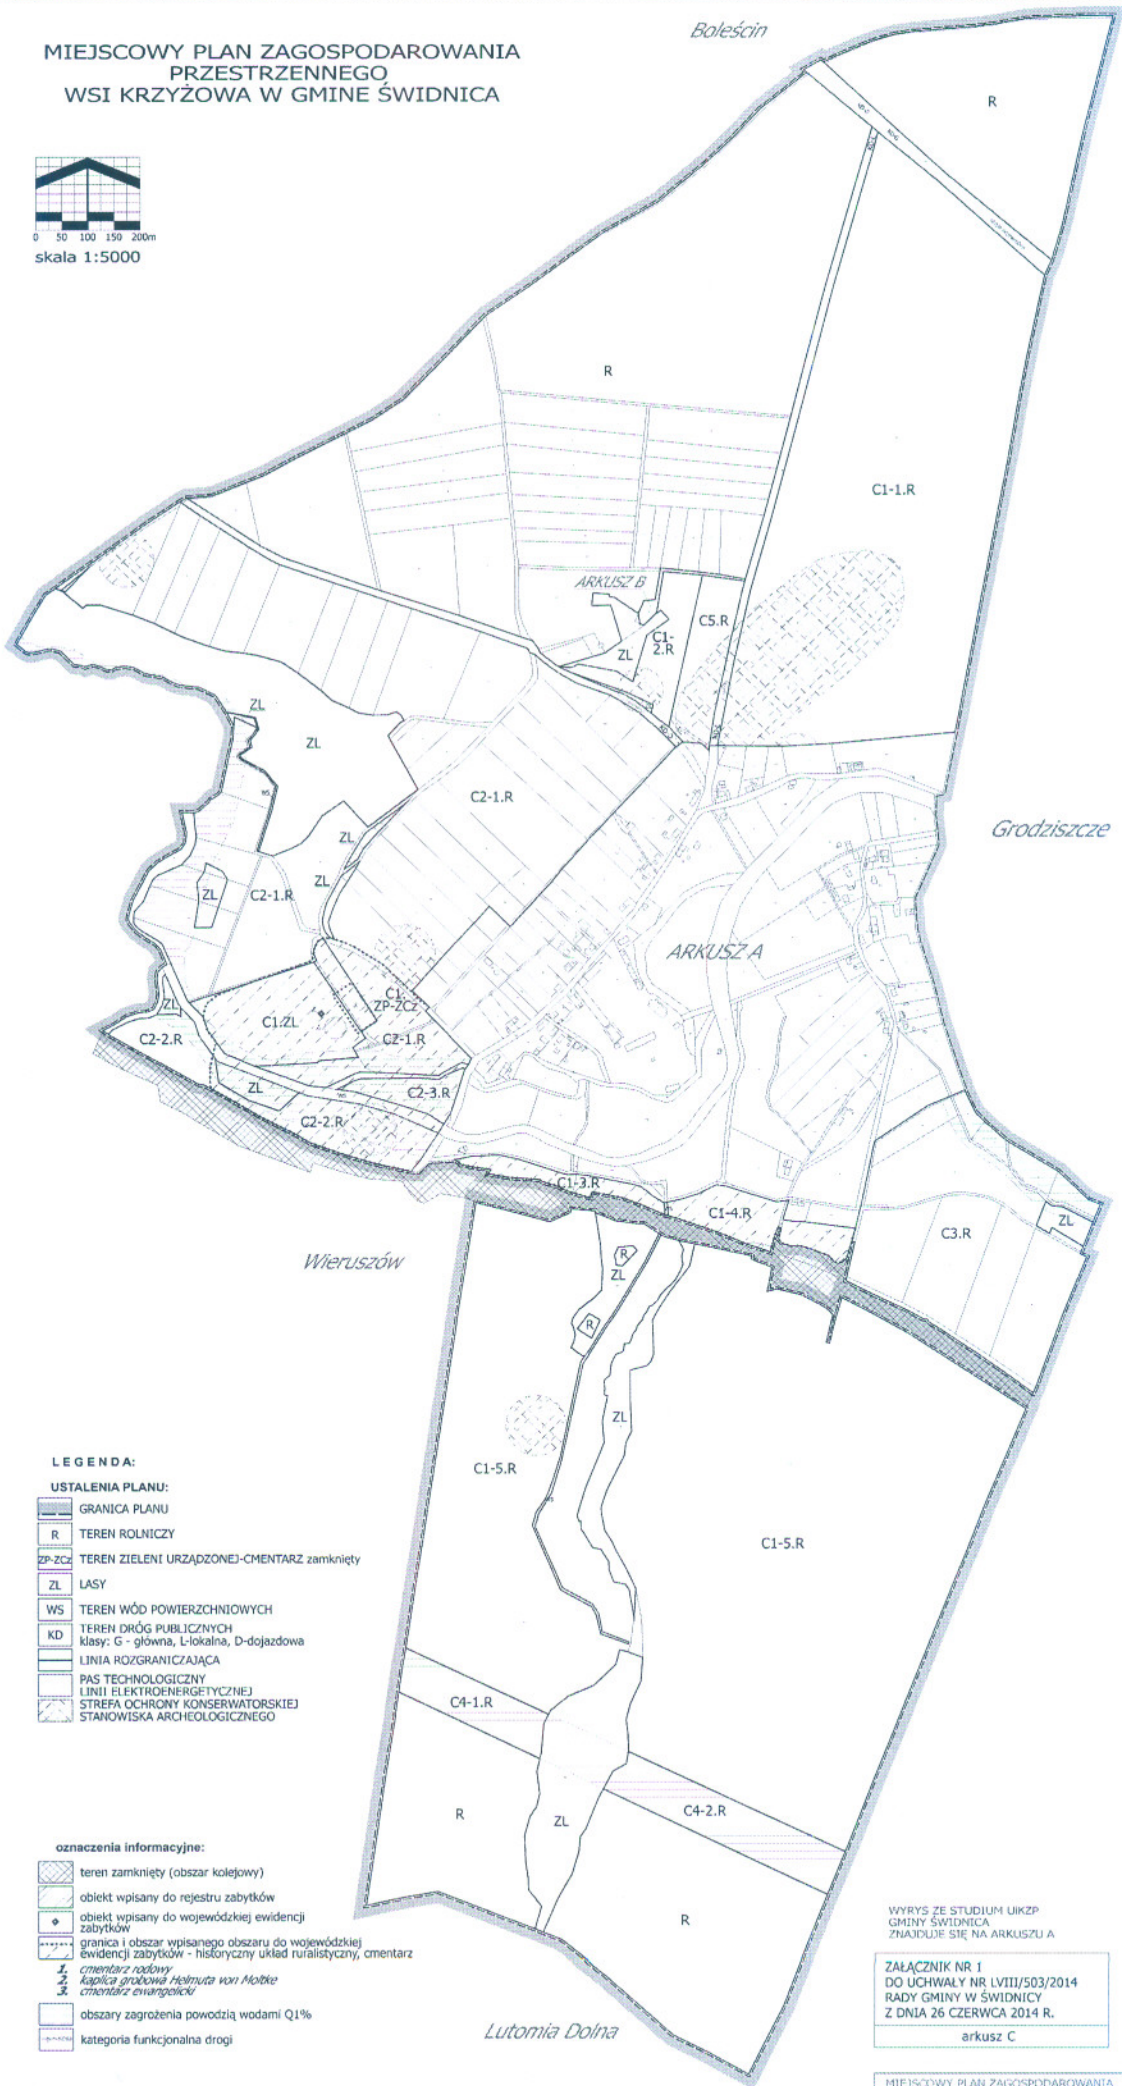 MIEJSCOWY PLAN ZAGOSPODAROWANIA
PRZESTRZENNEGO
WSI KRZYŻOWA W GMINE ŚWIDNICA
0 50 100 150 200m
skala 1:5000
Boleścin
R
R
C1-1.R
ARKUSZ B
C5.R
C1-
2.R
ZL
ZL
ZL
C2-1.R
Grodziszcze
WS
ZL
ZL
ZL
C2-1.R
ARKUSZ A
C1
ZP-ZCz
ZL
C1.ZL
C2-1.R
C2-2.R
ZL
C2-3.R
WS
C2-2.R
C1-3.R
C1-4.R
ZL
C3.R
Wieruszów
R
ZL
R
ZL
C1-5.R
WS
C1-5.R
C4-1.R
C4-2.R
R
ZL
R
Lutomia Dolna
LEGENDA:
USTALENIA PLANU:
GRANICA PLANU
R TEREN ROLNICZY
ZP-ZCz TEREN ZIELENI URZĄDZONEJ-CMENTARZ zamknięty
ZL LASY
WS TEREN WÓD POWIERZCHNIOWYCH
KD TEREN DRÓG PUBLICZNYCH
klasy: G - główna, L-lokalna, D-dojazdowa
LINIA ROZGRANICZAJĄCA
PAS TECHNOLOGICZNY
LINII ELEKTROENERGETYCZNEJ
STREFA OCHRONY KONSERWATORSKIEJ
STANOWISKA ARCHEOLOGICZNEGO
oznaczenia informacyjne:
teren zamknięty (obszar kolejowy)
obiekt wpisany do rejestru zabytków
obiekt wpisany do wojewódzkiej ewidencji
zabytków
granica i obszar wpisanego obszaru do wojewódzkiej
ewidencji zabytków - historyczny układ ruralistyczny, cmentarz
1. cmentarz rodowy
2. kaplica grobowa Helmuta von Moltke
3. cmentarz ewangelicki
obszary zagrożenia powodzią wodami Q1%
kategoria funkcjonalna drogi
WYRYS ZE STUDIUM UIKZP
GMINY ŚWIDNICA
ZNAJDUJE SIĘ NA ARKUSZU A
ZAŁĄCZNIK NR 1
DO UCHWAŁY NR LVIII/503/2014
RADY GMINY W ŚWIDNICY
Z DNIA 26 CZERWCA 2014 R.
arkusz C
MIEJSCOWY PLAN ZAGOSPODAROWANIA